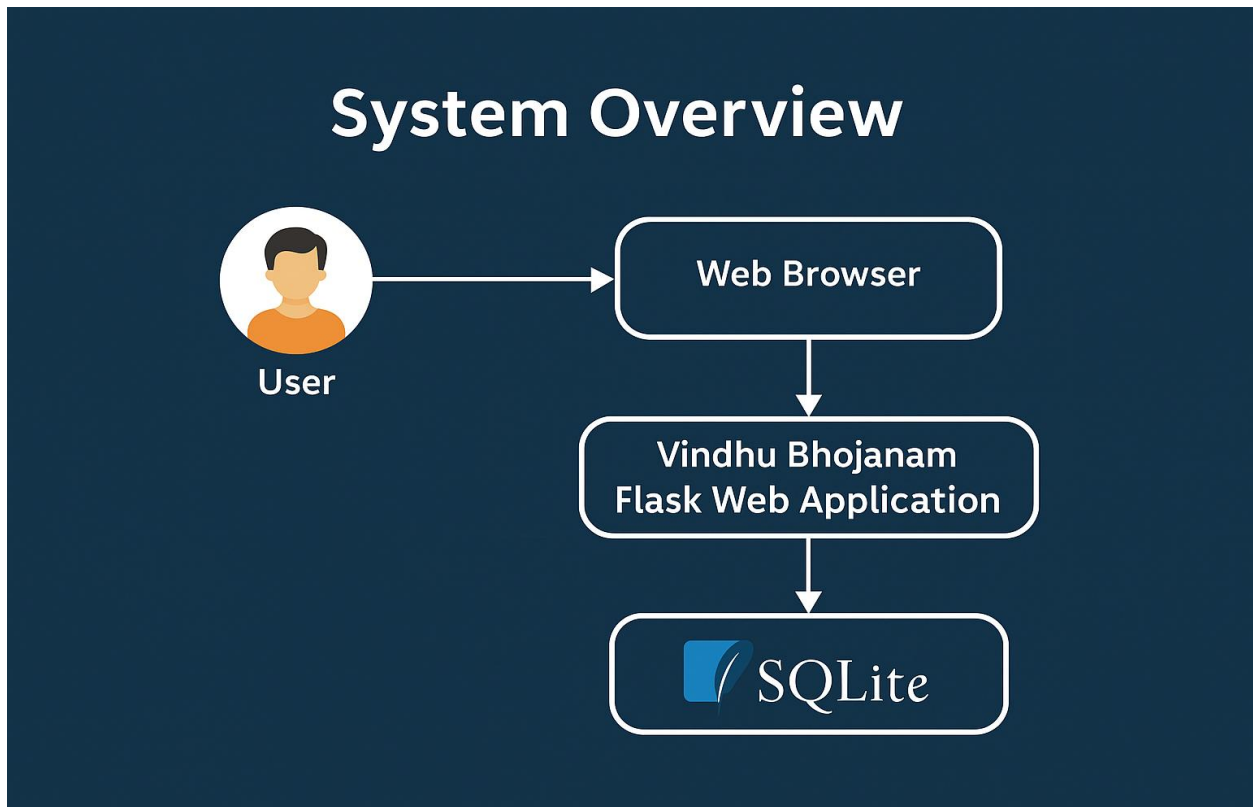 System Overview
User
Web Browser
Vindhu Bhojanam
Flask Web Application
SQLite